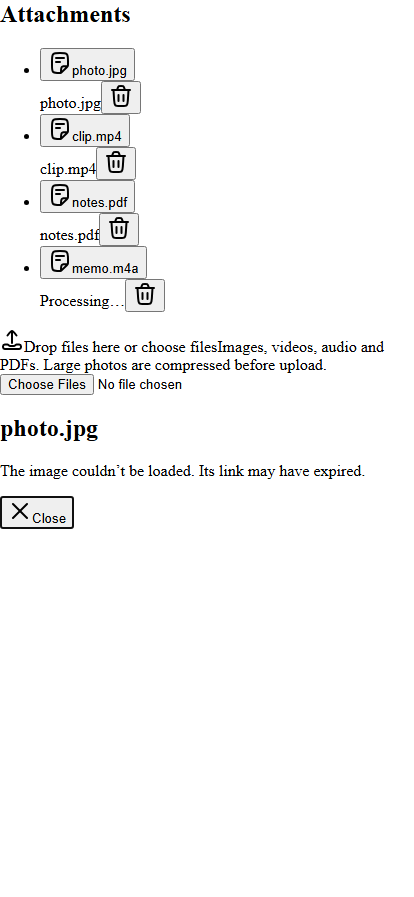 Attachments
photo.jpg
photo.jpg
clip.mp4
clip.mp4
notes.pdf
notes.pdf
memo.m4a
Processing…
Drop files here or choose filesImages, videos, audio and
PDFs. Large photos are compressed before upload.
Choose Files No file chosen
photo.jpg
The image couldn’t be loaded. Its link may have expired.
Close